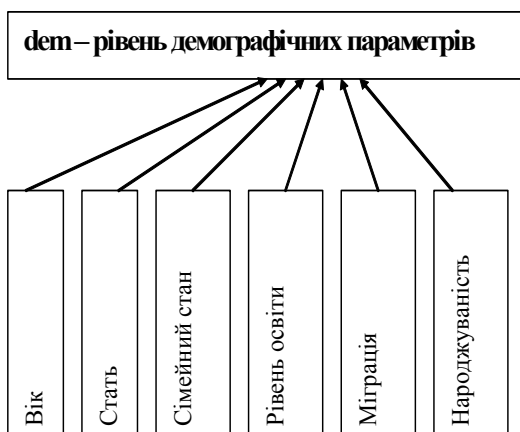 dem – рівень демографічних параметрів
Вік
Стать
Сімейний стан
Рівень освіти
Міграція
Народжуваність